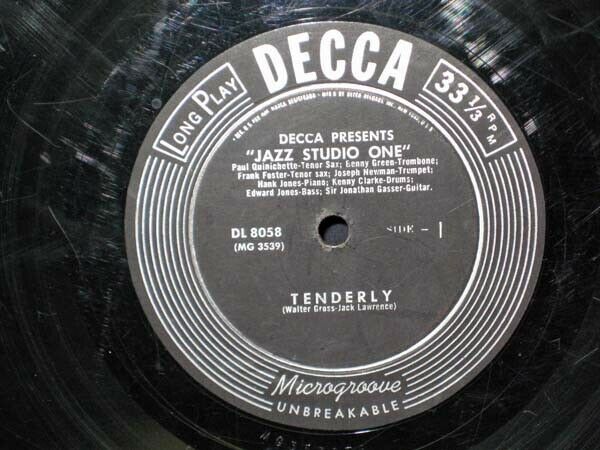 LONG PLAY
DECCA
33 1/3 RPM
DECCA PRESENTS
"JAZZ STUDIO ONE"
Paul Quinichette-Tenor Sax; Benny Green-Trombone;
Frank Foster-Tenor sax; Joseph Newman-Trumpet;
Hank Jones-Piano; Kenny Clarke-Drums;
Edward Jones-Bass; Sir Jonathan Gasser-Guitar.
DL 8058
(MG 3539)
SIDE - 1
TENDERLY
(Walter Gross-Jack Lawrence)
Microgroove
UNBREAKABLE